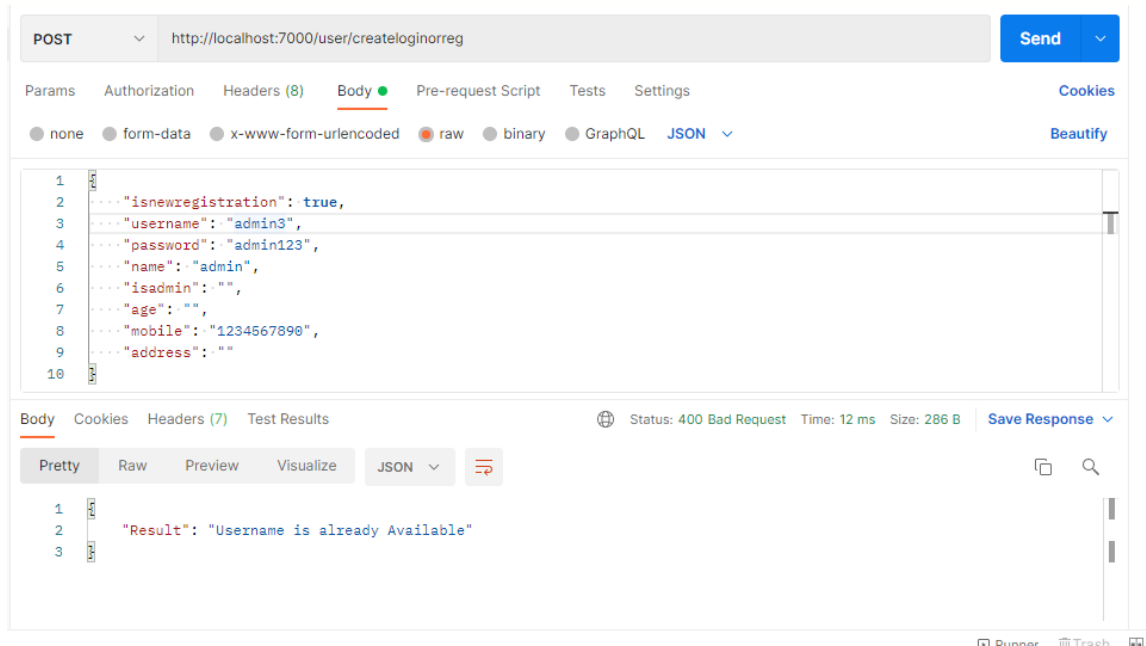 POST http://localhost:7000/user/createloginorreg Send
Params Authorization Headers (8) Body Pre-request Script Tests Settings Cookies
none form-data x-www-form-urlencoded raw binary GraphQL JSON Beautify
1 {
2 "isnewregistration": true,
3 "username": "admin3",
4 "password": "admin123",
5 "name": "admin",
6 "isadmin": "",
7 "age": "",
8 "mobile": "1234567890",
9 "address": ""
10 }
Body Cookies Headers (7) Test Results Status: 400 Bad Request Time: 12 ms Size: 286 B Save Response
Pretty Raw Preview Visualize JSON
1 {
2 "Result": "Username is already Available"
3 }
Runner Trash